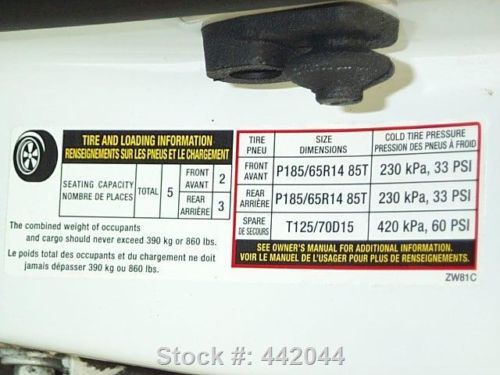 TIRE AND LOADING INFORMATION
RENSEIGNEMENTS SUR LES PNEUS ET LE CHARGEMENT
SEATING CAPACITY
NOMBRE DE PLACES
TOTAL 5
FRONT
AVANT 2
REAR
ARRIÈRE 3
The combined weight of occupants
and cargo should never exceed 390 kg or 860 lbs.
Le poids total des occupants et du chargement ne doit
jamais dépasser 390 kg ou 860 lbs.
TIRE
PNEU
SIZE
DIMENSIONS
COLD TIRE PRESSURE
PRESSION DES PNEUS À FROID
FRONT
AVANT
P185/65R14 85T 230 kPa, 33 PSI
REAR
ARRIÈRE
P185/65R14 85T 230 kPa, 33 PSI
SPARE
DE SECOURS
T125/70D15 420 kPa, 60 PSI
SEE OWNER'S MANUAL FOR ADDITIONAL INFORMATION.
VOIR LE MANUEL DE L'USAGER POUR PLUS DE DETAILS.
ZW81C
Stock #: 442044